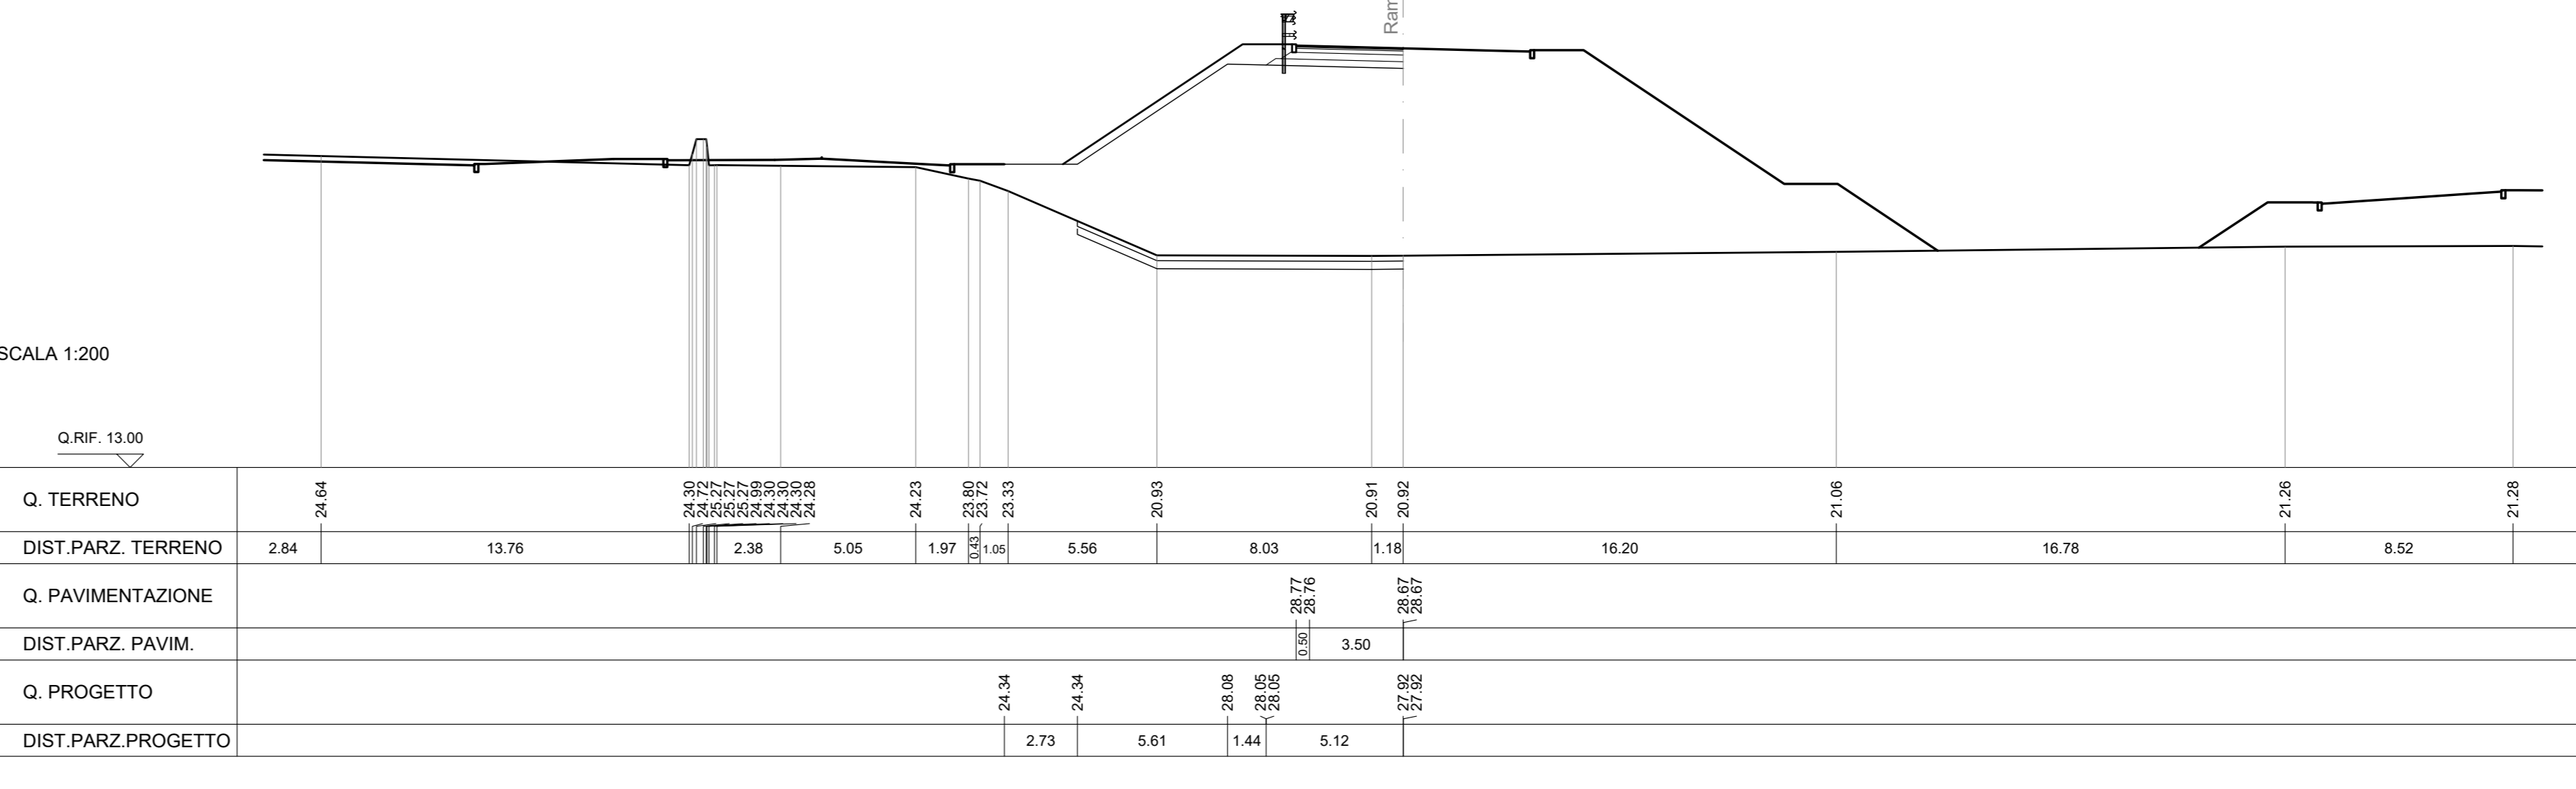 Ram
SCALA 1:200
Q.RIF. 13.00
Q. TERRENO 24.64 24.30 24.72 25.27 25.27 25.27 24.99 24.30 24.30 24.30 24.28 24.23 23.80 23.72 23.33 20.93 20.91 20.92 21.06 21.26 21.28
DIST.PARZ. TERRENO 2.84 13.76 2.38 5.05 1.97 0.43 1.05 5.56 8.03 1.18 16.20 16.78 8.52
Q. PAVIMENTAZIONE 28.77 28.76 28.67 28.67
DIST.PARZ. PAVIM. 0.50 3.50
Q. PROGETTO 24.34 24.34 28.08 28.05 28.05 27.92 27.92
DIST.PARZ.PROGETTO 2.73 5.61 1.44 5.12